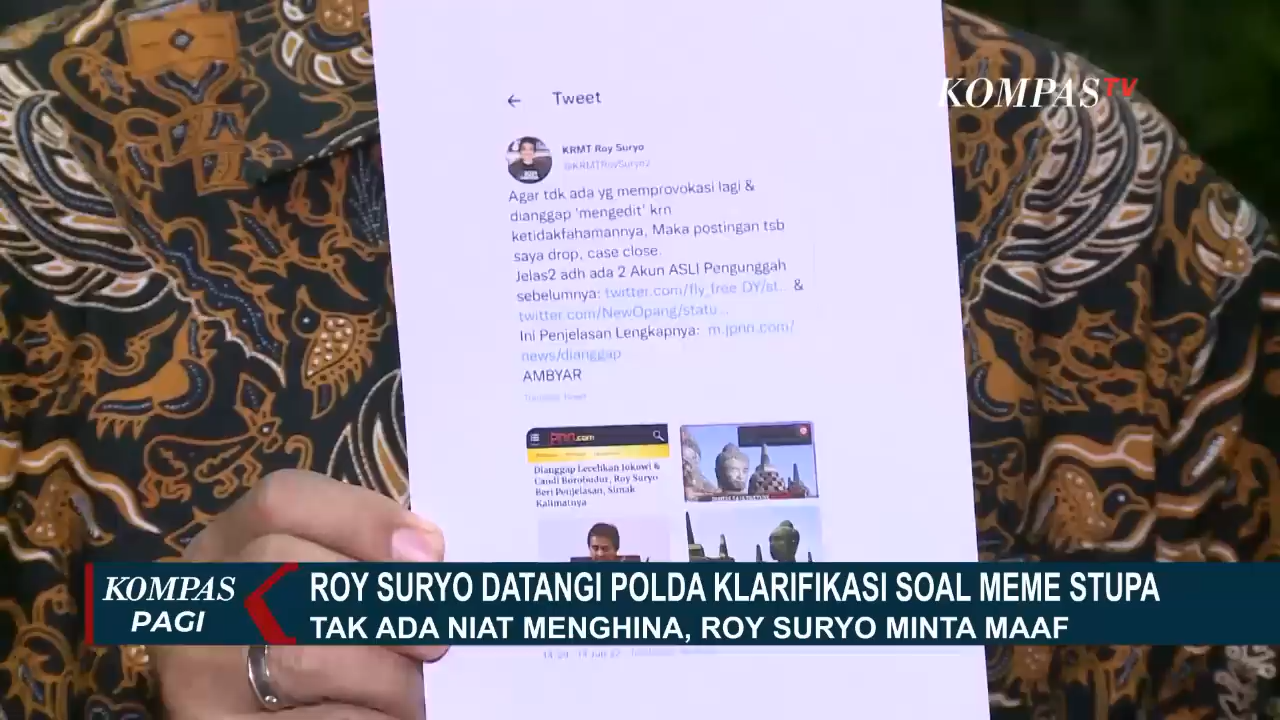 KOMPASTV
← Tweet
KRMT Roy Suryo
@KRMTRoySuryo2
Agar tdk ada yg memprovokasi lagi &
dianggap 'mengedit' krn
ketidakfahamannya, Maka postingan tsb
saya drop, case close.
Jelas2 adh ada 2 Akun ASLI Pengunggah
sebelumnya: twitter.com/fly_free_DY/st... &
twitter.com/NewOpang/statu...
Ini Penjelasan Lengkapnya: m.jpnn.com/
news/dianggap
AMBYAR
jpnn.com
Dianggap Lecehkan Jokowi &
Candi Borobudur, Roy Suryo
Beri Penjelasan, Simak
Kalimatnya
KOMPAS
PAGI
ROY SURYO DATANGI POLDA KLARIFIKASI SOAL MEME STUPA
TAK ADA NIAT MENGHINA, ROY SURYO MINTA MAAF